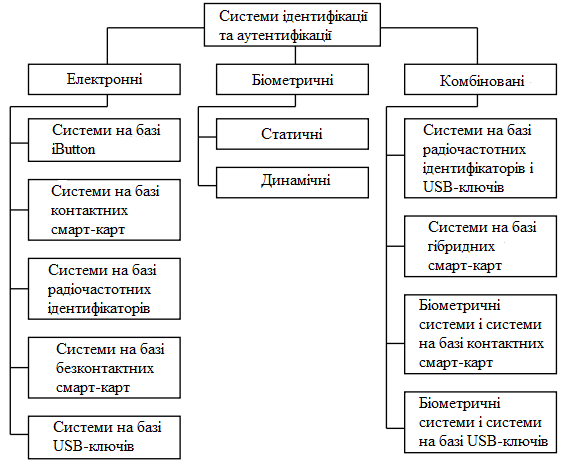 Системи ідентифікації
та аутентифікації
Електронні
Біометричні
Комбіновані
Системи на базі
iButton
Системи на базі
контактних
смарт-карт
Системи на базі
радіочастотних
ідентифікаторів
Системи на базі
безконтактних
смарт-карт
Системи на базі
USB-ключів
Статичні
Динамічні
Системи на базі
радіочастотних
ідентифікаторів і
USB-ключів
Системи на базі
гібридних
смарт-карт
Біометричні
системи і системи
на базі контактних
смарт-карт
Біометричні
системи і системи
на базі USB-ключів